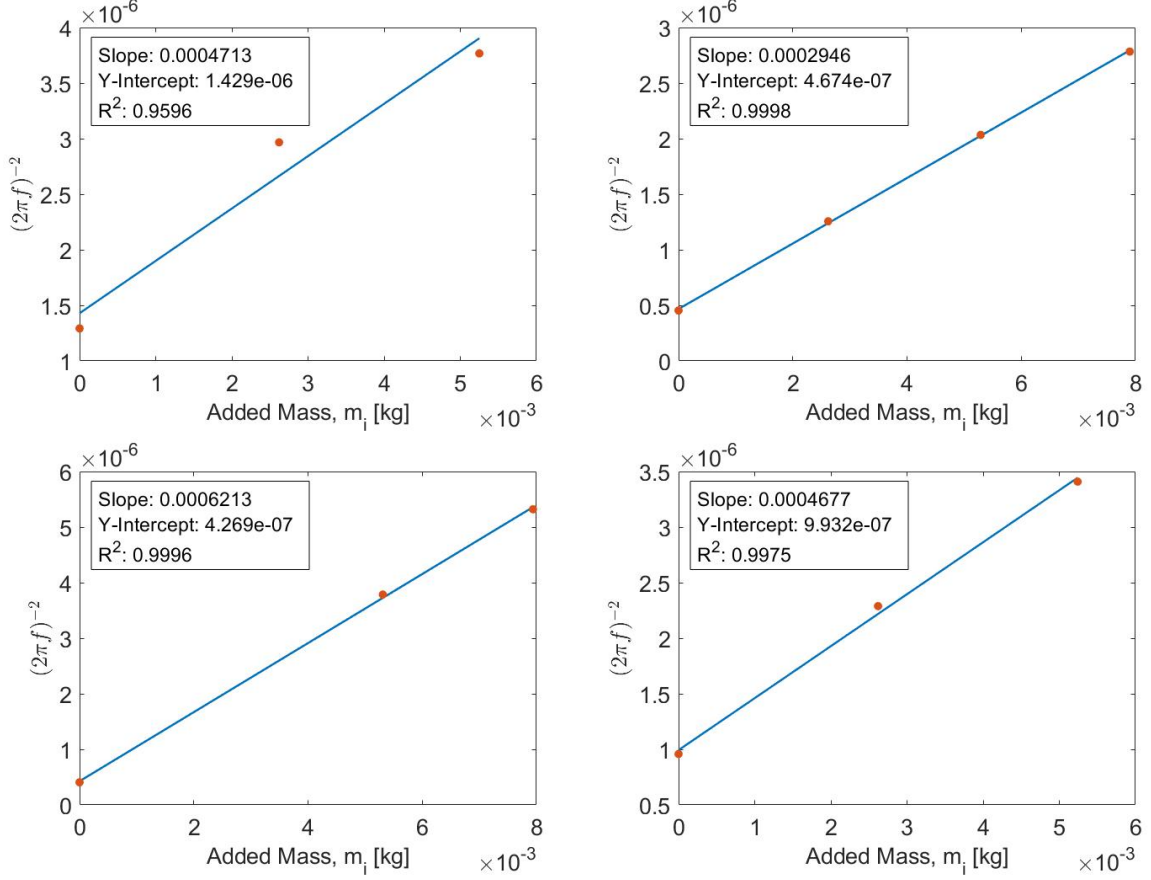 ×10⁻⁶
4
3.5
3
2.5
2
1.5
1
Slope: 0.0004713
Y-Intercept: 1.429e-06
R²: 0.9596
(2πf)⁻²
0 1 2 3 4 5 6
Added Mass, mᵢ [kg] ×10⁻³
×10⁻⁶
3
2.5
2
1.5
1
0.5
0
Slope: 0.0002946
Y-Intercept: 4.674e-07
R²: 0.9998
(2πf)⁻²
0 2 4 6 8
Added Mass, mᵢ [kg] ×10⁻³
×10⁻⁶
6
5
4
3
2
1
0
Slope: 0.0006213
Y-Intercept: 4.269e-07
R²: 0.9996
(2πf)⁻²
0 2 4 6 8
Added Mass, mᵢ [kg] ×10⁻³
×10⁻⁶
3.5
3
2.5
2
1.5
1
0.5
Slope: 0.0004677
Y-Intercept: 9.932e-07
R²: 0.9975
(2πf)⁻²
0 1 2 3 4 5 6
Added Mass, mᵢ [kg] ×10⁻³